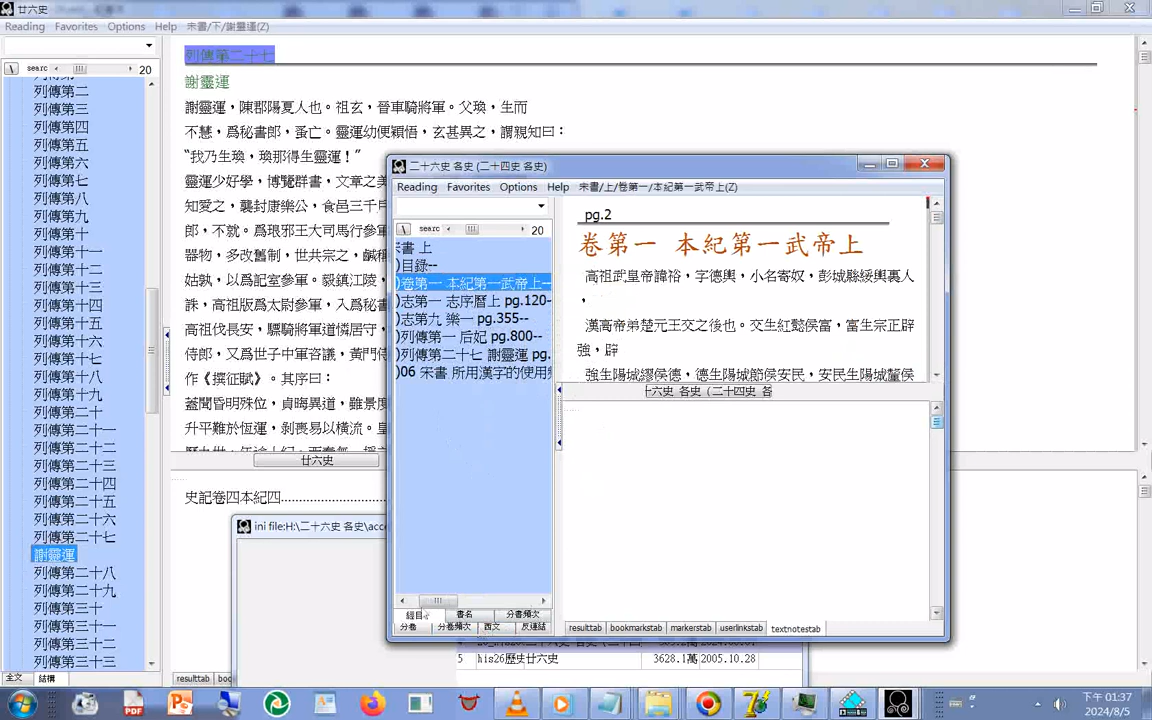 廿六史
Reading Favorites Options Help 宋書/下/謝靈運(Z)
searc 20
列傳第二
列傳第三
列傳第四
列傳第五
列傳第六
列傳第七
列傳第八
列傳第九
列傳第十
列傳第十一
列傳第十二
列傳第十三
列傳第十四
列傳第十五
列傳第十六
列傳第十七
列傳第十八
列傳第十九
列傳第二十
列傳第二十一
列傳第二十二
列傳第二十三
列傳第二十四
列傳第二十五
列傳第二十六
列傳第二十七
謝靈運
列傳第二十八
列傳第二十九
列傳第三十
列傳第三十一
列傳第三十二
列傳第三十三
全文 結構
列傳第二十七
謝靈運
謝靈運，陳郡陽夏人也。祖玄，晉車騎將軍。父瑍，生而
不慧，爲秘書郎，蚤亡。靈運幼便穎悟，玄甚異之，謂親知曰：
“我乃生瑍，瑍那得生靈運！”
靈運少好學，博覽群書，文章之美
知愛之，襲封康樂公，食邑三千戶
郎，不就。爲琅邪王大司馬行參軍
器物，多改舊制，世共宗之，咸稱
姑孰，以爲記室參軍。毅鎮江陵，
誅，高祖版爲太尉參軍，入爲秘書
高祖伐長安，驃騎將軍道憐居守，
侍郎，又爲世子中軍咨議，黃門侍
作《撰征賦》。其序曰：
蓋聞昏明殊位，貞晦異道，雖景度
升平難於恆運，剝喪易以橫流。皇
廿六史
史記卷四本紀四
resulttab
ini file:H:\二十六史 各史\acc
二十六史 各史 (二十四史 各史)
Reading Favorites Options Help 宋書/上/卷第一/本紀第一武帝上(Z)
searc 20
宋書 上
)目錄--
)卷第一 本紀第一武帝上--
)志第一 志序曆上 pg.120-
)志第九 樂一 pg.355--
)列傳第一 后妃 pg.800--
)列傳第二十七 謝靈運 pg.
)06 宋書 所用漢字的使用
經目 書名 分書頻次
分卷 分卷頻次 西文 反連結
pg.2
卷第一 本紀第一武帝上
高祖武皇帝諱裕，字德輿，小名寄奴，彭城縣綏輿里人
，
漢高帝弟楚元王交之後也。交生紅懿侯富，富生宗正辟
強，辟
強生陽城繆侯德，德生陽城節侯安民，安民生陽城釐侯
十六史 各史 (二十四史 各
resulttab bookmarkstab markerstab userlinkstab textnotestab
5 his26歷史廿六史 3628.1萬 2005.10.28
下午 01:37
2024/8/5